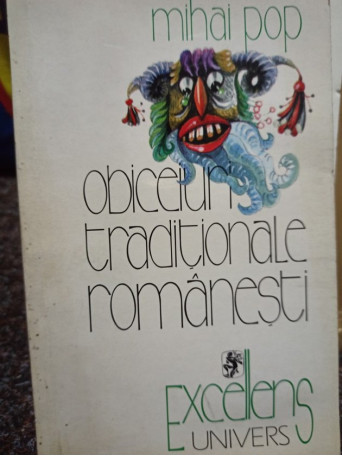 mihai pop
obiceiuri
tradiționale
românești
Excellens
UNIVERS